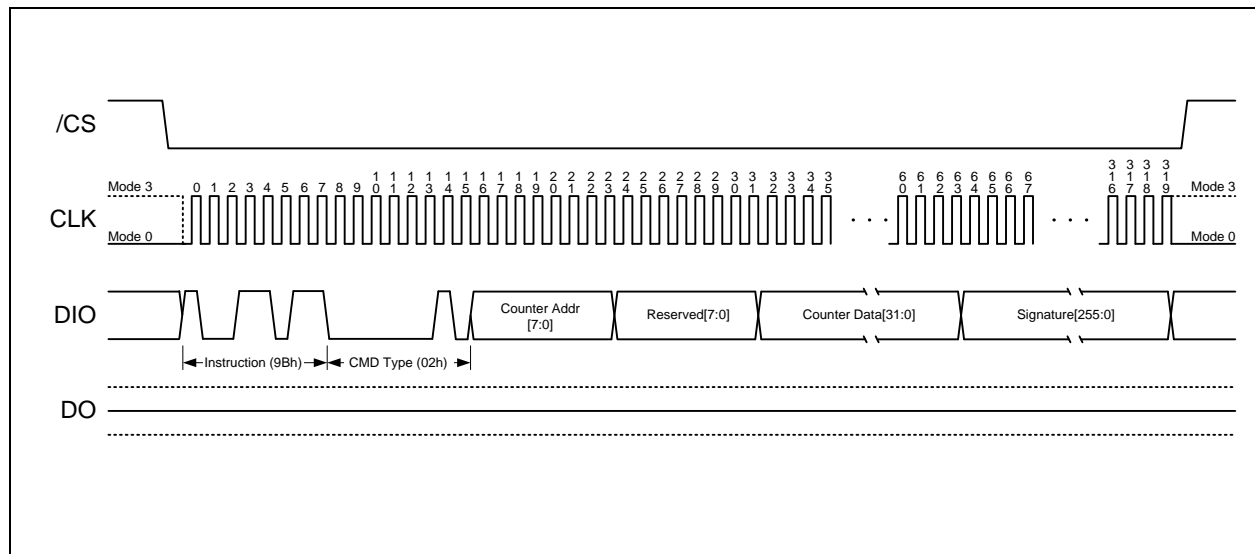 /CS
Mode 3
0 1 2 3 4 5 6 7 8 9 10 11 12 13 14 15 16 17 18 19 20 21 22 23 24 25 26 27 28 29 30 31 32 33 34 35 60 61 62 63 64 65 66 67 316 317 318 319
Mode 3
CLK
. . .
. . .
Mode 0
Mode 0
DIO
Counter Addr
[7:0]
Reserved[7:0]
Counter Data[31:0]
Signature[255:0]
Instruction (9Bh)
CMD Type (02h)
DO